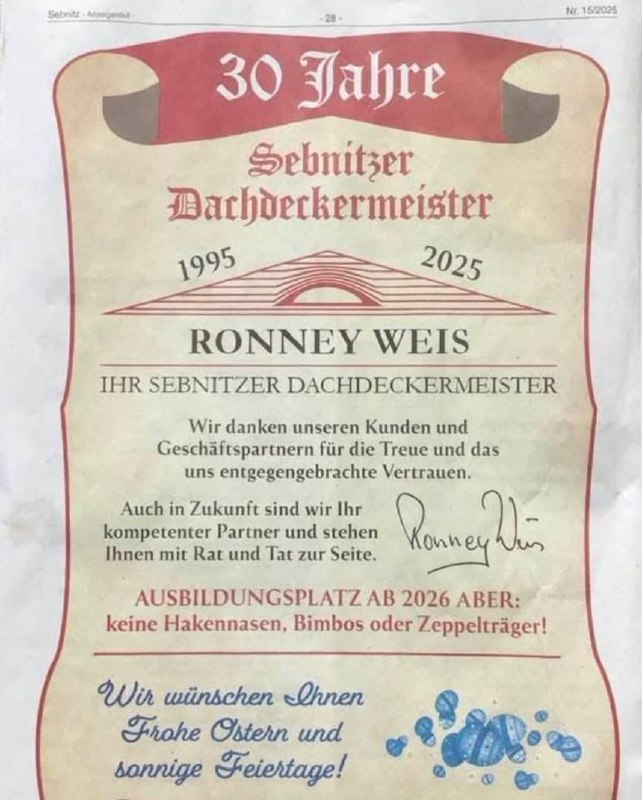 Sebnitz - Anzeigenteil -
- 28 -
Nr. 15/2025
30 Jahre
Sebnitzer
Dachdeckermeister
1995
2025
RONNEY WEIS
IHR SEBNITZER DACHDECKERMEISTER
Wir danken unseren Kunden und
Geschäftspartnern für die Treue und das
uns entgegengebrachte Vertrauen.
Auch in Zukunft sind wir Ihr
kompetenter Partner und stehen
Ihnen mit Rat und Tat zur Seite.
Ronney Weis
AUSBILDUNGSPLATZ AB 2026 ABER:
keine Hakennasen, Bimbos oder Zeppelträger!
Wir wünschen Ihnen
Frohe Ostern und
sonnige Feiertage!